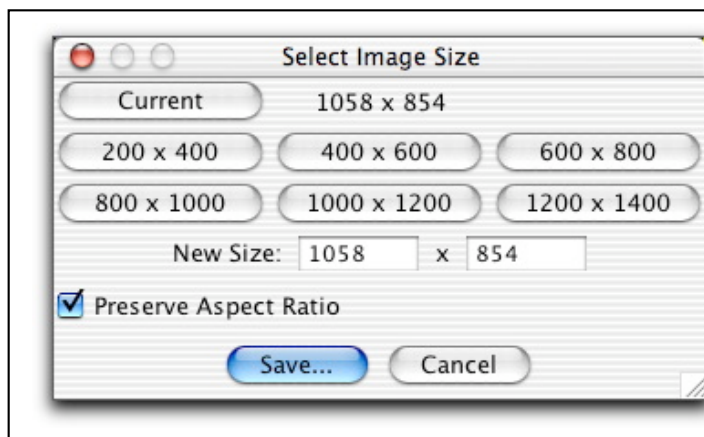 Select Image Size
Current 1058 x 854
200 x 400 400 x 600 600 x 800
800 x 1000 1000 x 1200 1200 x 1400
New Size: 1058 x 854
Preserve Aspect Ratio
Save... Cancel